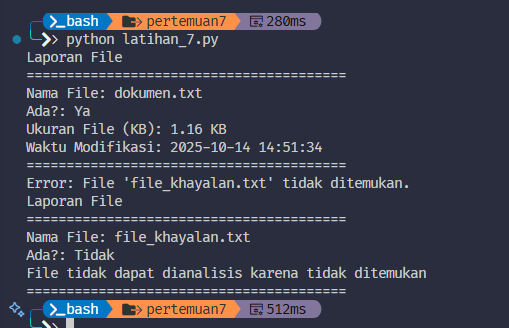 bash pertemuan7 280ms
python latihan_7.py
Laporan File
=====================================
Nama File: dokumen.txt
Ada?: Ya
Ukuran File (KB): 1.16 KB
Waktu Modifikasi: 2025-10-14 14:51:34
=====================================
Error: File 'file_khayalan.txt' tidak ditemukan.
Laporan File
=====================================
Nama File: file_khayalan.txt
Ada?: Tidak
File tidak dapat dianalisis karena tidak ditemukan
=====================================
bash pertemuan7 512ms